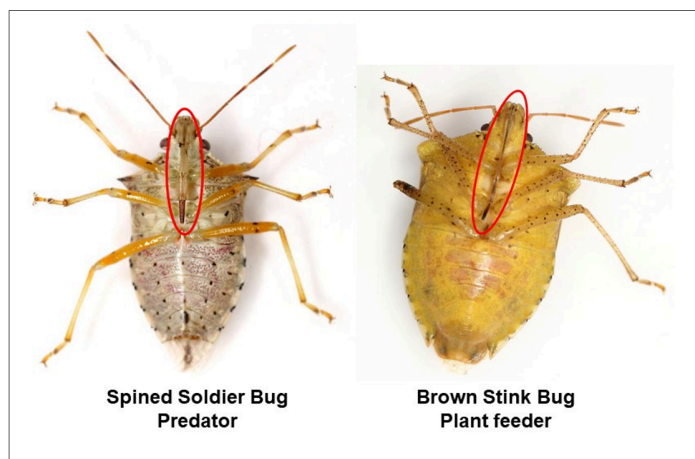 Spined Soldier Bug
Predator
Brown Stink Bug
Plant feeder